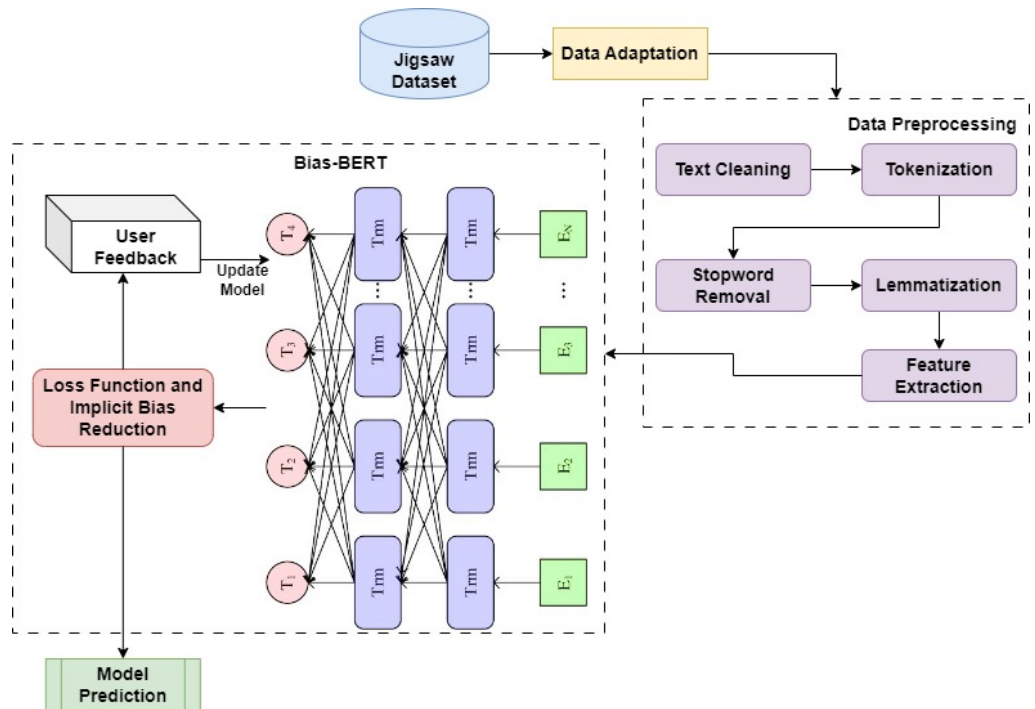 Jigsaw
Dataset
Data Adaptation
Data Preprocessing
Text Cleaning
Tokenization
Stopword
Removal
Lemmatization
Feature
Extraction
Bias-BERT
User
Feedback
Update
Model
T4
Trm
Trm
EN
...
...
...
T3
Trm
Trm
E3
Loss Function and
Implicit Bias
Reduction
T2
Trm
Trm
E2
T1
Trm
Trm
E1
Model
Prediction